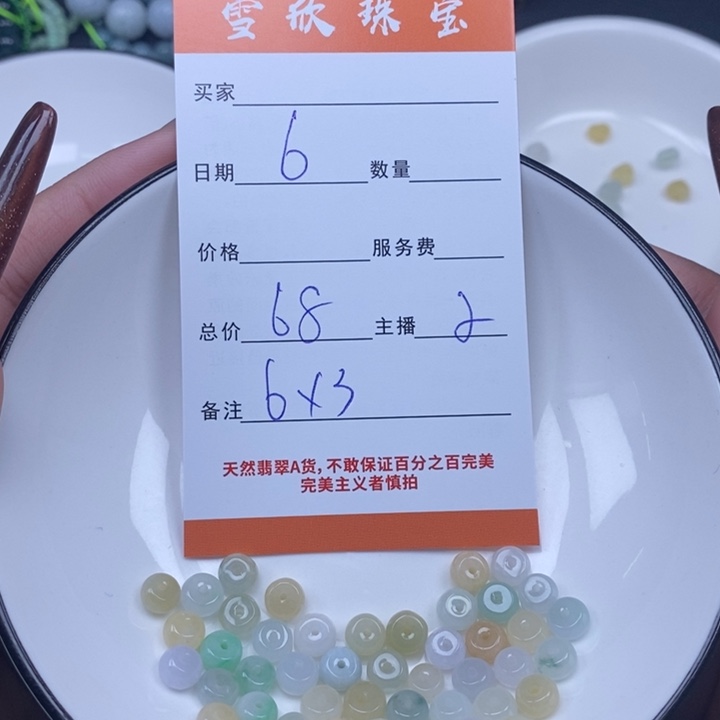 雪欣珠宝
买家
日期 6 数量
价格 服务费
总价 68 主播 2
备注 6×3
天然翡翠A货,不敢保证百分之百完美
完美主义者慎拍